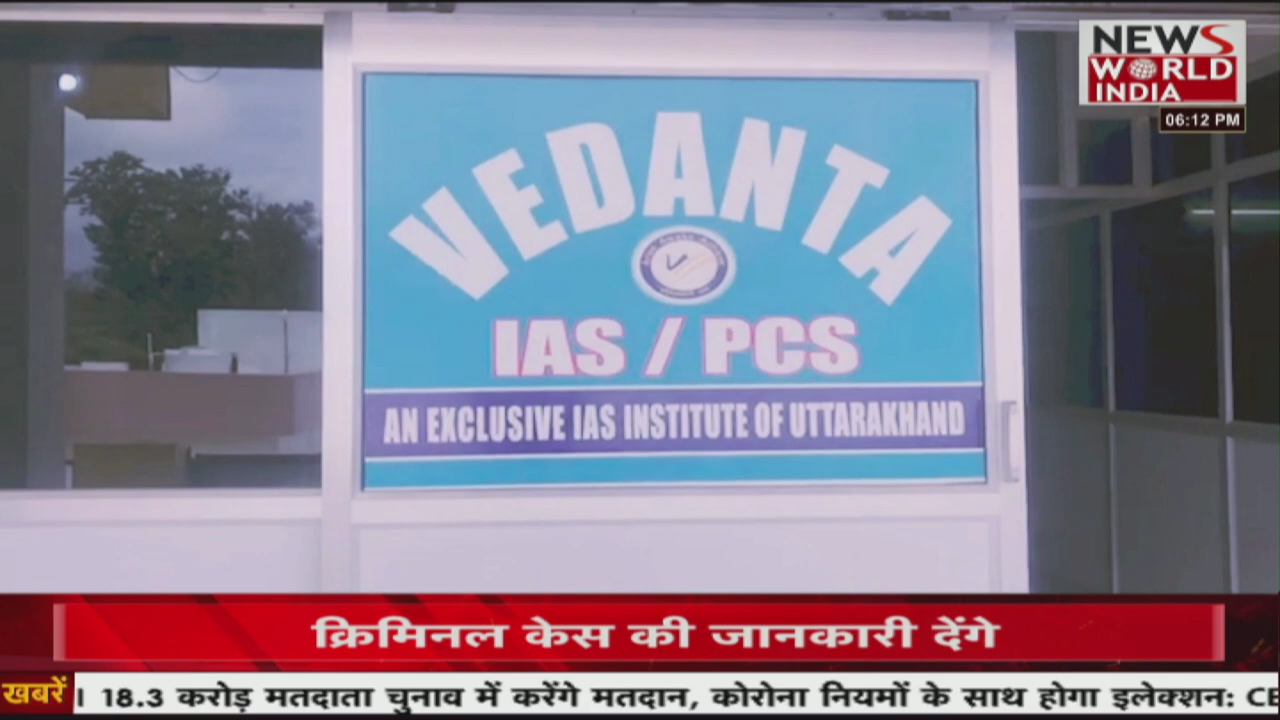 NEWS
WORLD
INDIA
06:12 PM
VEDANTA
IAS / PCS
AN EXCLUSIVE IAS INSTITUTE OF UTTARAKHAND
क्रिमिनल केस की जानकारी देंगे
खबरें । 18.3 करोड़ मतदाता चुनाव में करेंगे मतदान, कोरोना नियमों के साथ होगा इलेक्शन: CE